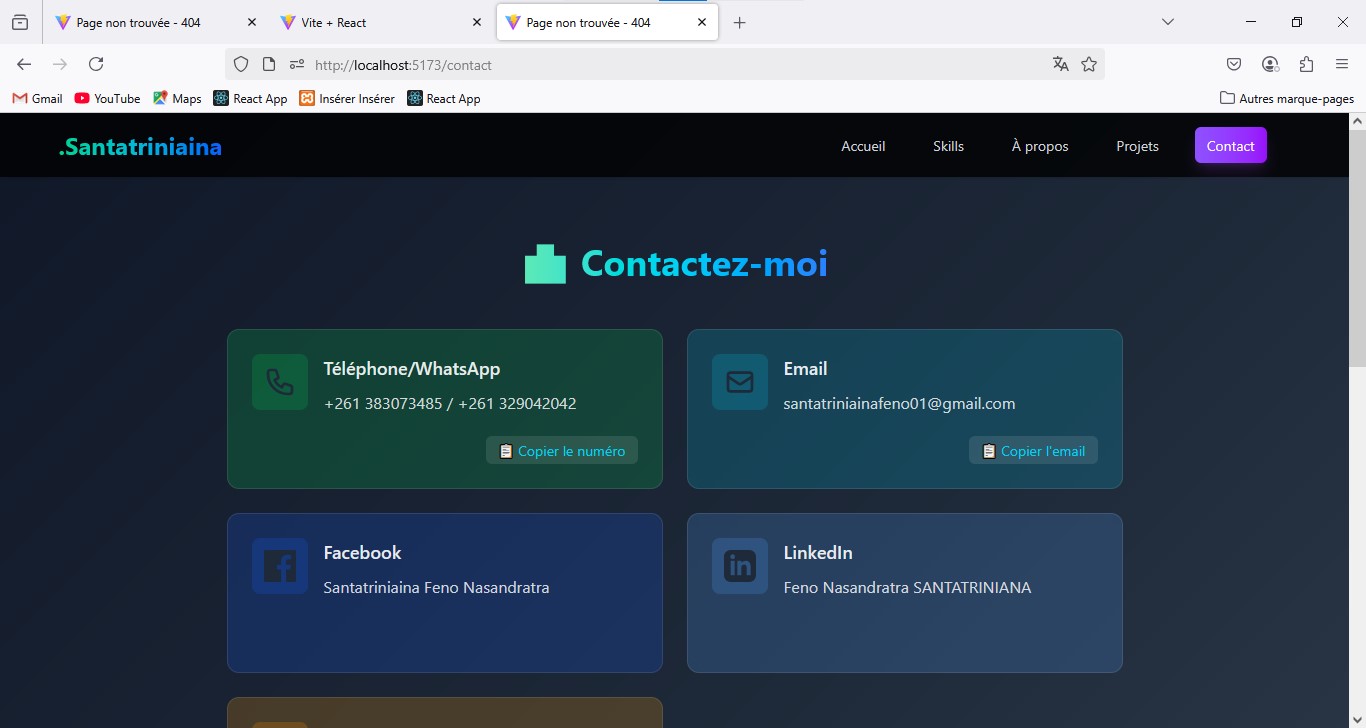 Page non trouvée - 404
Vite + React
Page non trouvée - 404
http://localhost:5173/contact
Gmail
YouTube
Maps
React App
Insérer Insérer
React App
Autres marque-pages
.Santatriniaina
Accueil
Skills
À propos
Projets
Contact
Contactez-moi
Téléphone/WhatsApp
+261 383073485 / +261 329042042
Copier le numéro
Email
santatriniainafeno01@gmail.com
Copier l'email
Facebook
Santatriniaina Feno Nasandratra
LinkedIn
Feno Nasandratra SANTATRINIANA